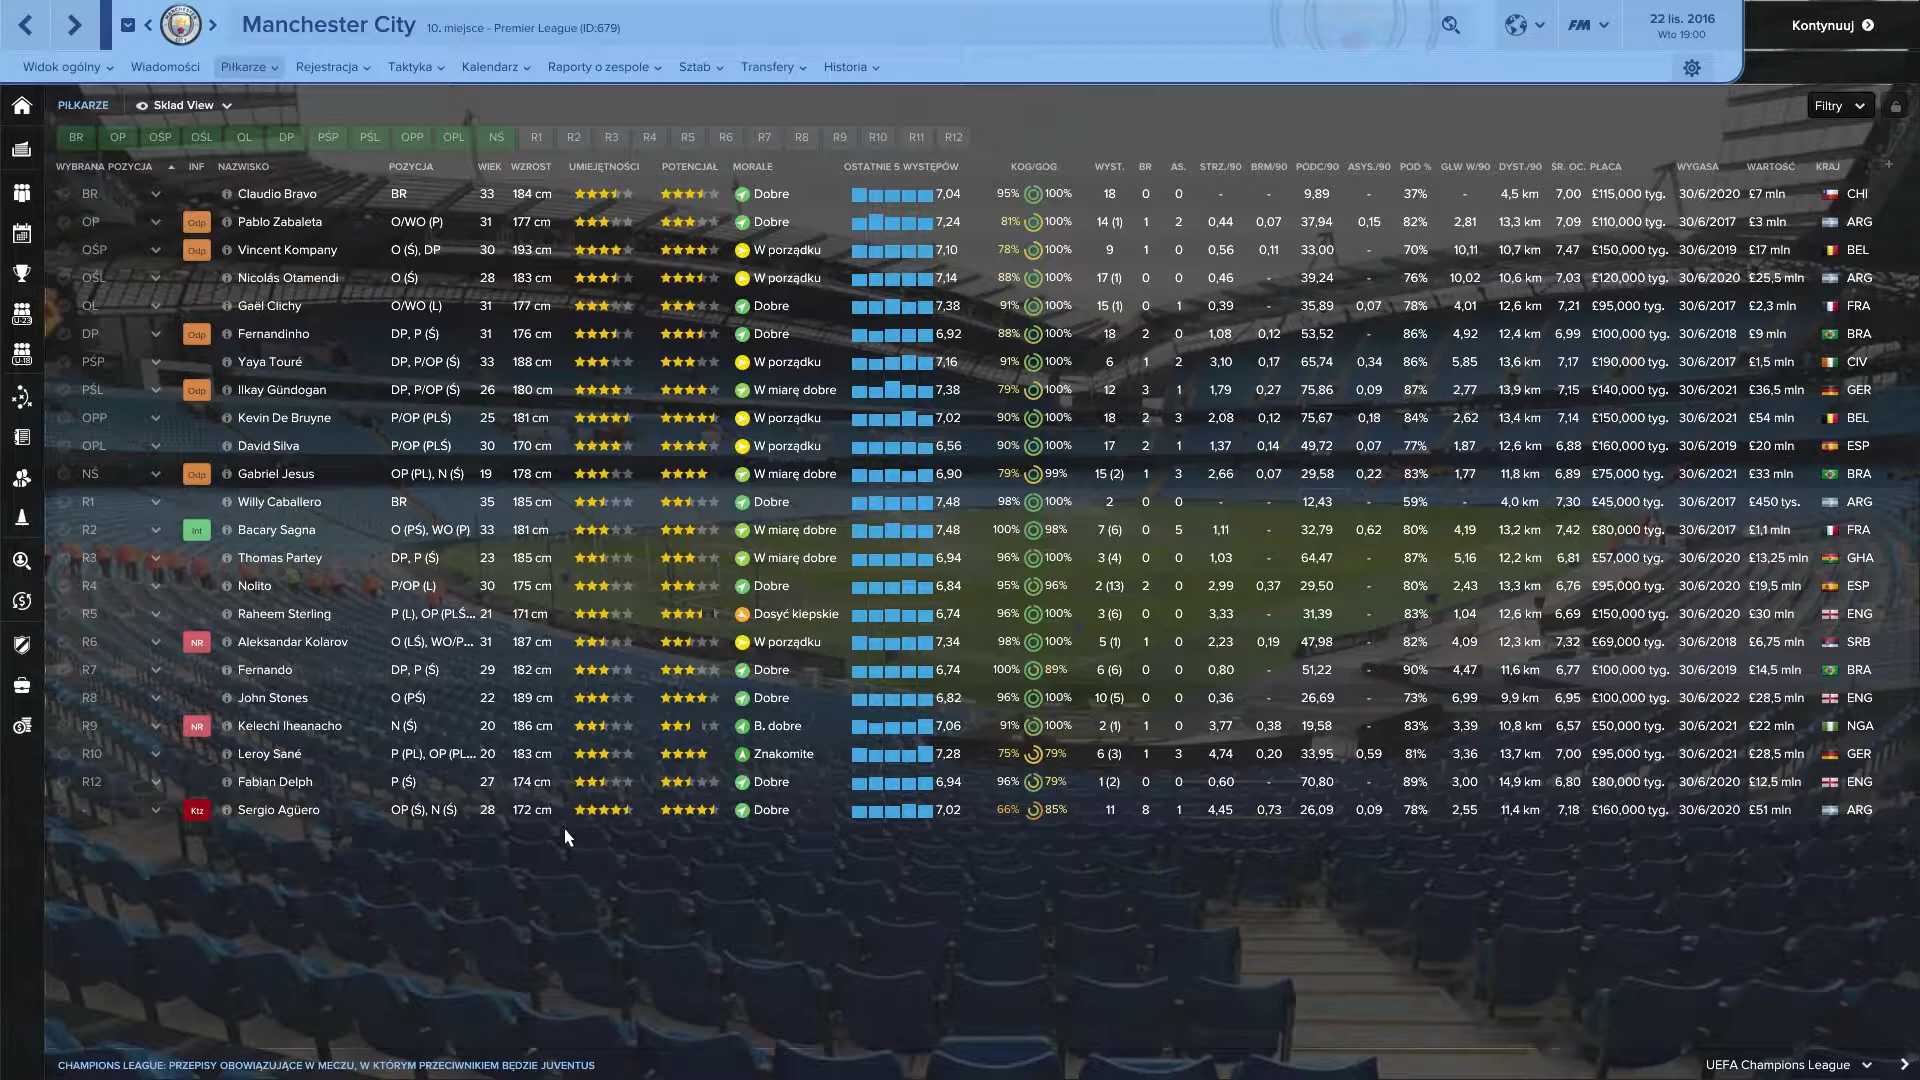 Manchester City 10. miejsce - Premier League (ID:679) FM 22 lis. 2016 Wto 19:00 Kontynuuj
Widok ogólny Wiadomości Piłkarze Rejestracja Taktyka Kalendarz Raporty o zespole Sztab Transfery Historia
PIŁKARZE Sklad View Filtry
BR OP OŚP OŚL OL DP PŚP PŚL OPP OPL NŚ R1 R2 R3 R4 R5 R6 R7 R8 R9 R10 R11 R12
WYBRANA POZYCJA INF NAZWISKO POZYCJA WIEK WZROST UMIEJĘTNOŚCI POTENCJAŁ MORALE OSTATNIE 5 WYSTĘPÓW KOG/GOG WYST. BR AS. STRZ./90 BRM/90 PODC/90 ASYS./90 POD % GŁW W/90 DYST./90 ŚR. OC. PŁACA WYGASA WARTOŚĆ KRAJ
BR Claudio Bravo BR 33 184 cm Dobre 7,04 95% 100% 18 0 0 - - 9,89 - 37% - 4,5 km 7,00 £115,000 tyg. 30/6/2020 £7 mln CHI
OP Odp Pablo Zabaleta O/WO (P) 31 177 cm Dobre 7,24 81% 100% 14 (1) 1 2 0,44 0,07 37,94 0,15 82% 2,81 13,3 km 7,09 £110,000 tyg. 30/6/2017 £3 mln ARG
OŚP Odp Vincent Kompany O (Ś), DP 30 193 cm W porządku 7,10 78% 100% 9 1 0 0,56 0,11 33,00 - 70% 10,11 10,7 km 7,47 £150,000 tyg. 30/6/2019 £17 mln BEL
OŚL Nicolás Otamendi O (Ś) 28 183 cm W porządku 7,14 88% 100% 17 (1) 0 0 0,46 - 39,24 - 76% 10,02 10,6 km 7,03 £120,000 tyg. 30/6/2020 £25,5 mln ARG
OL Gaël Clichy O/WO (L) 31 177 cm Dobre 7,38 91% 100% 15 (1) 0 1 0,39 - 35,89 0,07 78% 4,01 12,6 km 7,21 £95,000 tyg. 30/6/2017 £2,3 mln FRA
DP Odp Fernandinho DP, P (Ś) 31 176 cm Dobre 6,92 88% 100% 18 2 0 1,08 0,12 53,52 - 86% 4,92 12,4 km 6,99 £100,000 tyg. 30/6/2018 £9 mln BRA
PŚP Yaya Touré DP, P/OP (Ś) 33 188 cm W porządku 7,16 91% 100% 6 1 2 3,10 0,17 65,74 0,34 86% 5,85 13,6 km 7,17 £190,000 tyg. 30/6/2017 £1,5 mln CIV
PŚL Odp Ilkay Gündogan DP, P/OP (Ś) 26 180 cm W miarę dobre 7,38 79% 100% 12 3 1 1,79 0,27 75,86 0,09 87% 2,77 13,9 km 7,15 £140,000 tyg. 30/6/2021 £36,5 mln GER
OPP Kevin De Bruyne P/OP (PLŚ) 25 181 cm W porządku 7,02 90% 100% 18 2 3 2,08 0,12 75,67 0,18 84% 2,62 13,4 km 7,14 £150,000 tyg. 30/6/2021 £54 mln BEL
OPL David Silva P/OP (PLŚ) 30 170 cm W porządku 6,56 90% 100% 17 2 1 1,37 0,14 49,72 0,07 77% 1,87 12,6 km 6,88 £160,000 tyg. 30/6/2019 £20 mln ESP
NŚ Odp Gabriel Jesus OP (PL), N (Ś) 19 178 cm W miarę dobre 6,90 79% 99% 15 (2) 1 3 2,66 0,07 29,58 0,22 83% 1,77 11,8 km 6,89 £75,000 tyg. 30/6/2021 £33 mln BRA
R1 Willy Caballero BR 35 185 cm Dobre 7,48 98% 100% 2 0 0 - - 12,43 - 59% - 4,0 km 7,30 £45,000 tyg. 30/6/2017 £450 tys. ARG
R2 Int Bacary Sagna O (PŚ), WO (P) 33 181 cm W miarę dobre 7,48 100% 98% 7 (6) 0 5 1,11 - 32,79 0,62 80% 4,19 13,2 km 7,42 £80,000 tyg. 30/6/2017 £1,1 mln FRA
R3 Thomas Partey DP, P (Ś) 23 185 cm W miarę dobre 6,94 96% 100% 3 (4) 0 0 1,03 - 64,47 - 87% 5,16 12,2 km 6,81 £57,000 tyg. 30/6/2020 £13,25 mln GHA
R4 Nolito P/OP (L) 30 175 cm Dobre 6,84 95% 96% 2 (13) 2 0 2,99 0,37 29,50 - 80% 2,43 13,3 km 6,76 £95,000 tyg. 30/6/2020 £19,5 mln ESP
R5 Raheem Sterling P (L), OP (PLŚ... 21 171 cm Dosyć kiepskie 6,74 96% 100% 3 (6) 0 0 3,33 - 31,39 - 83% 1,04 12,6 km 6,69 £150,000 tyg. 30/6/2020 £30 mln ENG
R6 NR Aleksandar Kolarov O (LŚ), WO/P... 31 187 cm W porządku 7,34 98% 100% 5 (1) 1 0 2,23 0,19 47,98 - 82% 4,09 12,3 km 7,32 £69,000 tyg. 30/6/2018 £6,75 mln SRB
R7 Fernando DP, P (Ś) 29 182 cm Dobre 6,74 100% 89% 6 (6) 0 0 0,80 - 51,22 - 90% 4,47 11,6 km 6,77 £100,000 tyg. 30/6/2020 £14,5 mln BRA
R8 John Stones O (PŚ) 22 189 cm Dobre 6,82 96% 100% 10 (5) 0 0 0,36 - 26,69 - 73% 6,99 9,9 km 6,95 £100,000 tyg. 30/6/2022 £28,5 mln ENG
R9 NR Kelechi Iheanacho N (Ś) 20 186 cm B. dobre 7,06 91% 100% 2 (1) 1 0 3,77 0,38 19,58 - 83% 3,39 10,8 km 6,57 £50,000 tyg. 30/6/2021 £22 mln NGA
R10 Leroy Sané P (PL), OP (PL... 20 183 cm Znakomite 7,28 75% 79% 6 (3) 1 3 4,74 0,20 33,95 0,59 81% 3,36 13,7 km 7,00 £95,000 tyg. 30/6/2021 £28,5 mln GER
R12 Fabian Delph P (Ś) 27 174 cm Dobre 6,94 96% 79% 1 (2) 0 0 0,60 - 70,80 - 89% 3,00 14,9 km 6,80 £80,000 tyg. 30/6/2020 £12,5 mln ENG
- Ktz Sergio Agüero OP (Ś), N (Ś) 28 172 cm Dobre 7,02 66% 85% 11 8 1 4,45 0,73 26,09 0,09 78% 2,55 11,4 km 7,18 £160,000 tyg. 30/6/2020 £51 mln ARG
U-23
U-18
CHAMPIONS LEAGUE: PRZEPISY OBOWIĄZUJĄCE W MECZU, W KTÓRYM PRZECIWNIKIEM BĘDZIE JUVENTUS UEFA Champions League